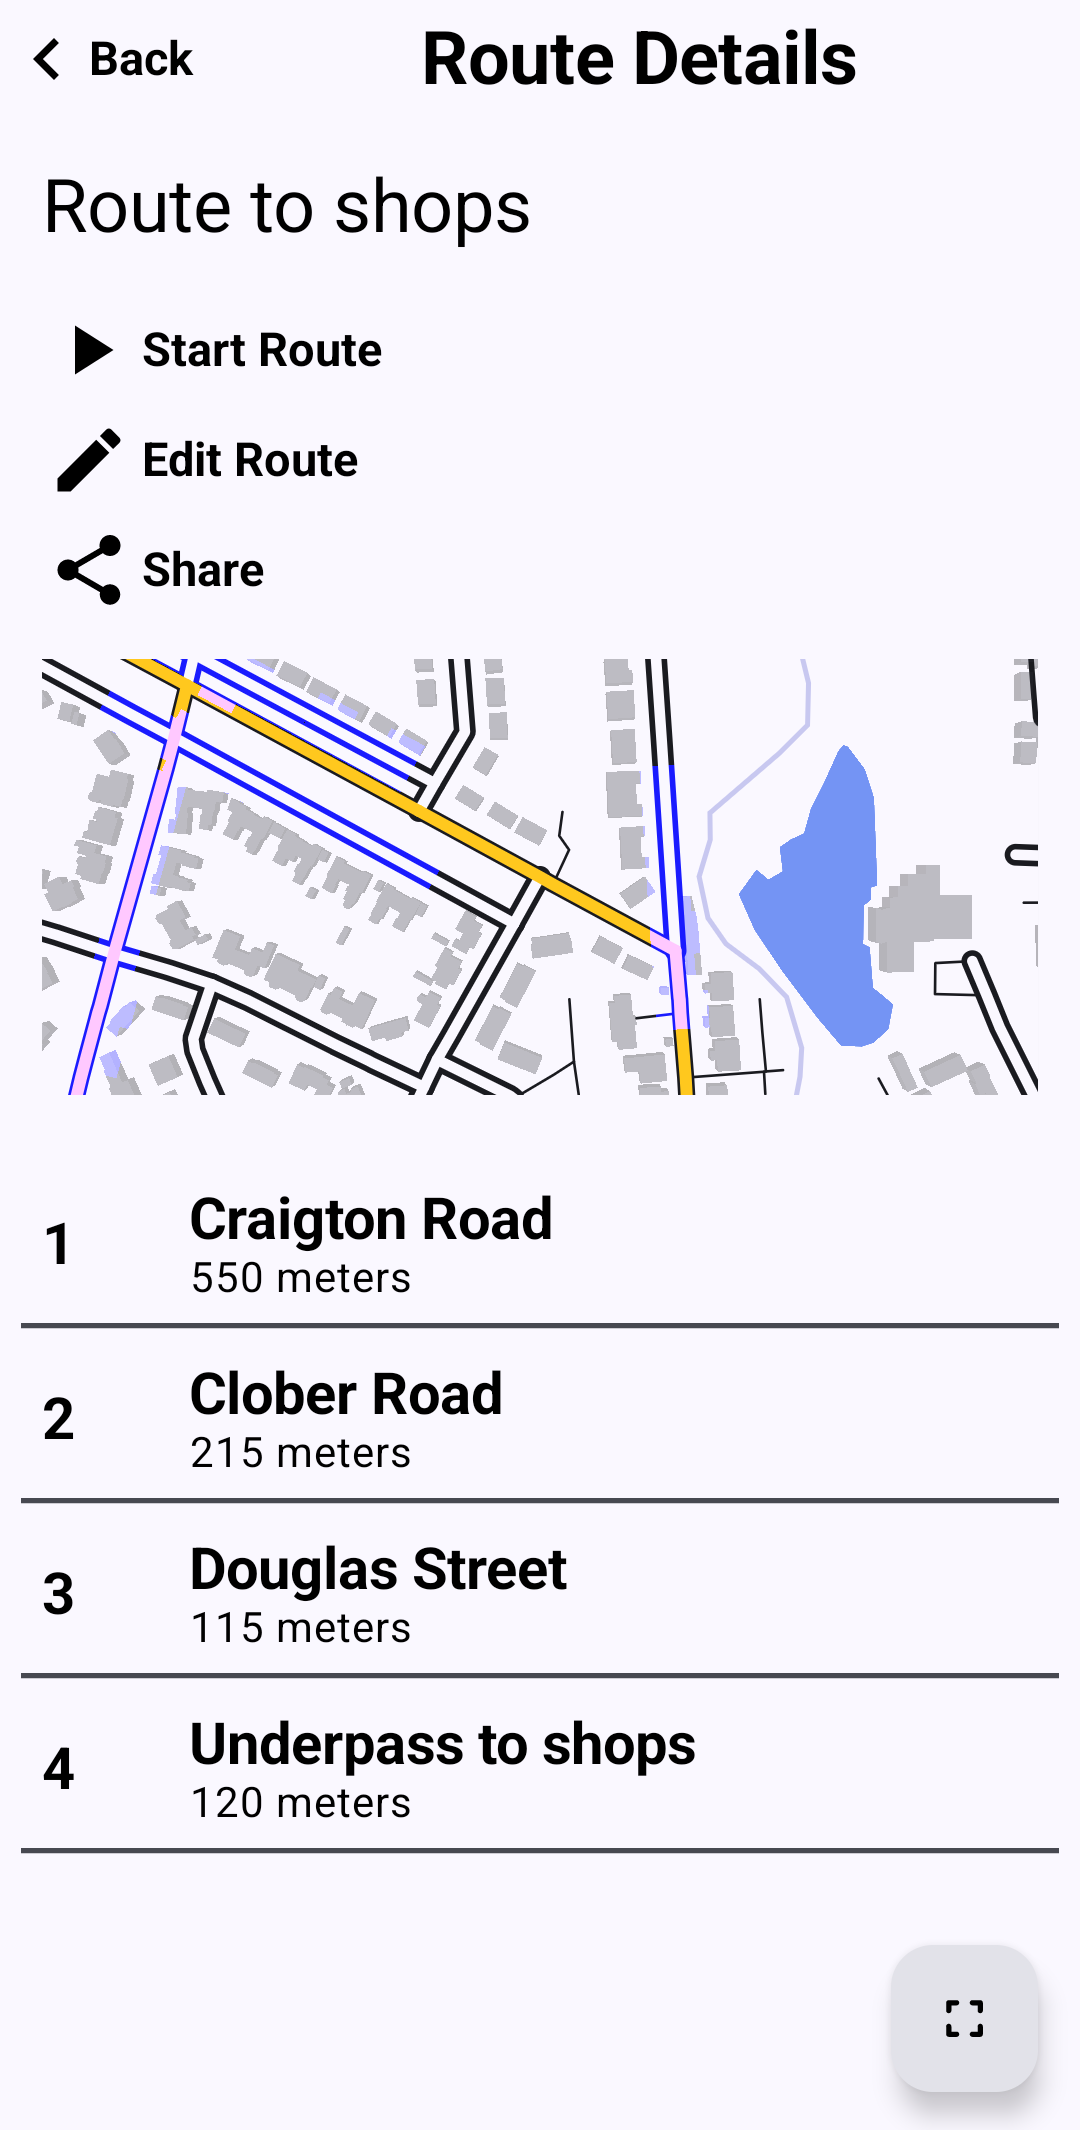 Back
Route Details
Route to shops
Start Route
Edit Route
Share
1
Craigton Road
550 meters
2
Clober Road
215 meters
3
Douglas Street
115 meters
4
Underpass to shops
120 meters